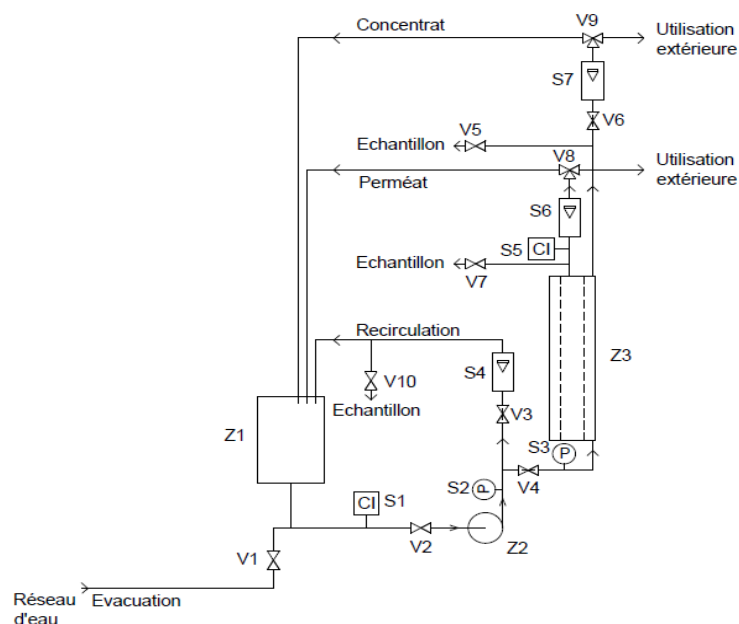 Concentrat
V9
Utilisation
extérieure
S7
V6
V5
Echantillon
V8
Perméat
Utilisation
extérieure
S6
S5
CI
Echantillon
V7
Recirculation
Z3
S4
V10
Echantillon
V3
Z1
S3
P
S2
P
V4
CI
S1
V2
Z2
V1
Réseau
d'eau
Evacuation